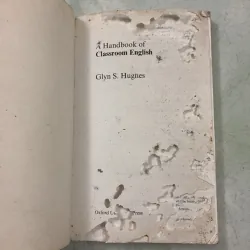 A Handbook of
Classroom English
Glyn S. Hughes
Oxford